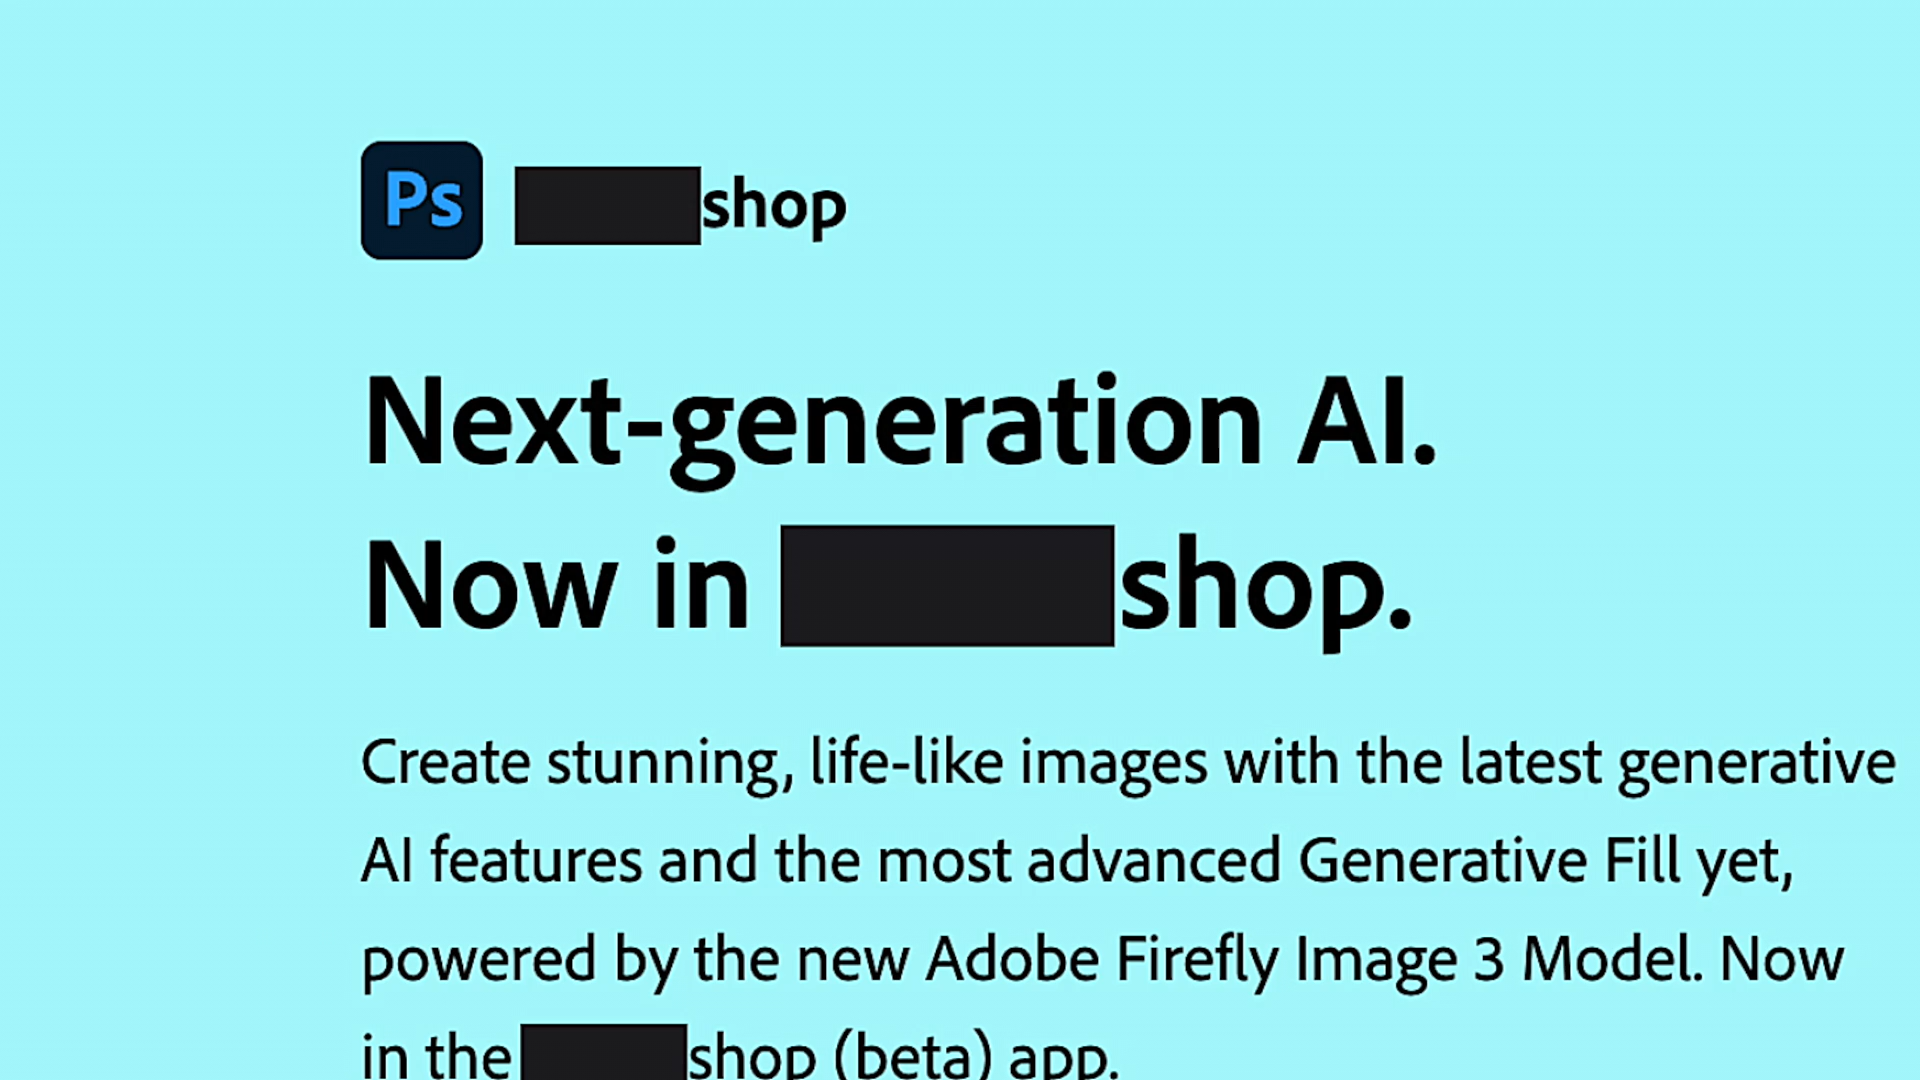 Ps shop
Next-generation AI.
Now in shop.
Create stunning, life-like images with the latest generative
AI features and the most advanced Generative Fill yet,
powered by the new Adobe Firefly Image 3 Model. Now
in the shop (beta) app.